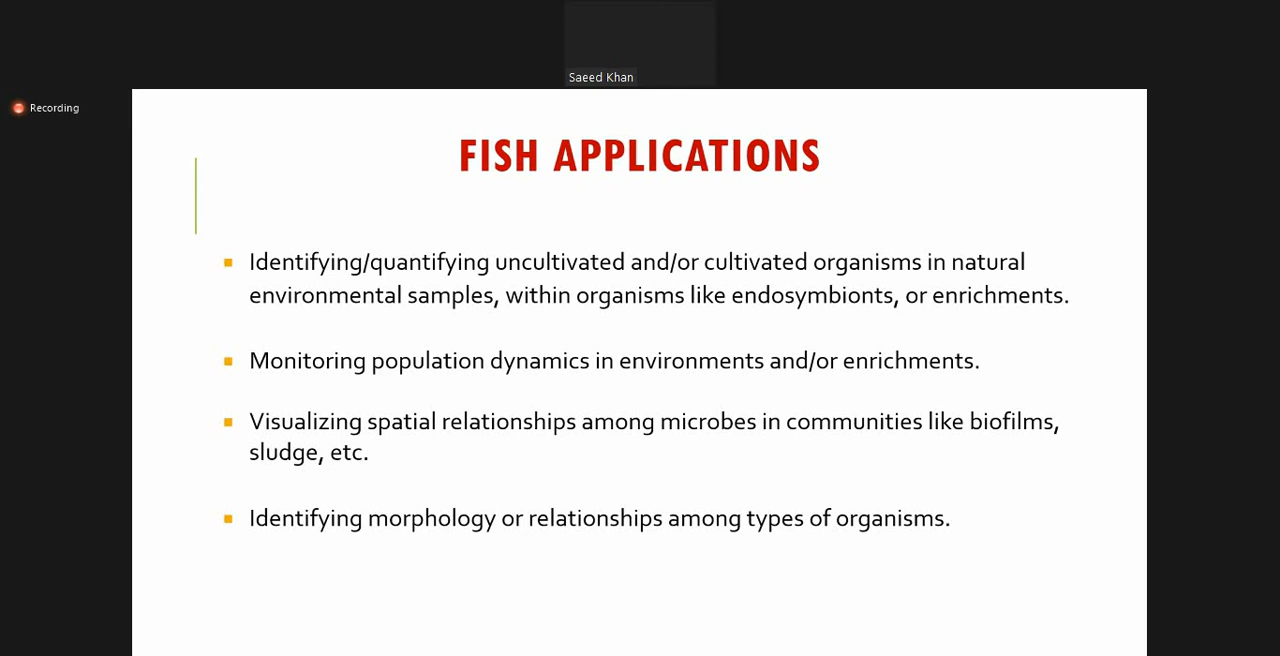 Saeed Khan
Recording
FISH APPLICATIONS
Identifying/quantifying uncultivated and/or cultivated organisms in natural
environmental samples, within organisms like endosymbionts, or enrichments.
Monitoring population dynamics in environments and/or enrichments.
Visualizing spatial relationships among microbes in communities like biofilms,
sludge, etc.
Identifying morphology or relationships among types of organisms.